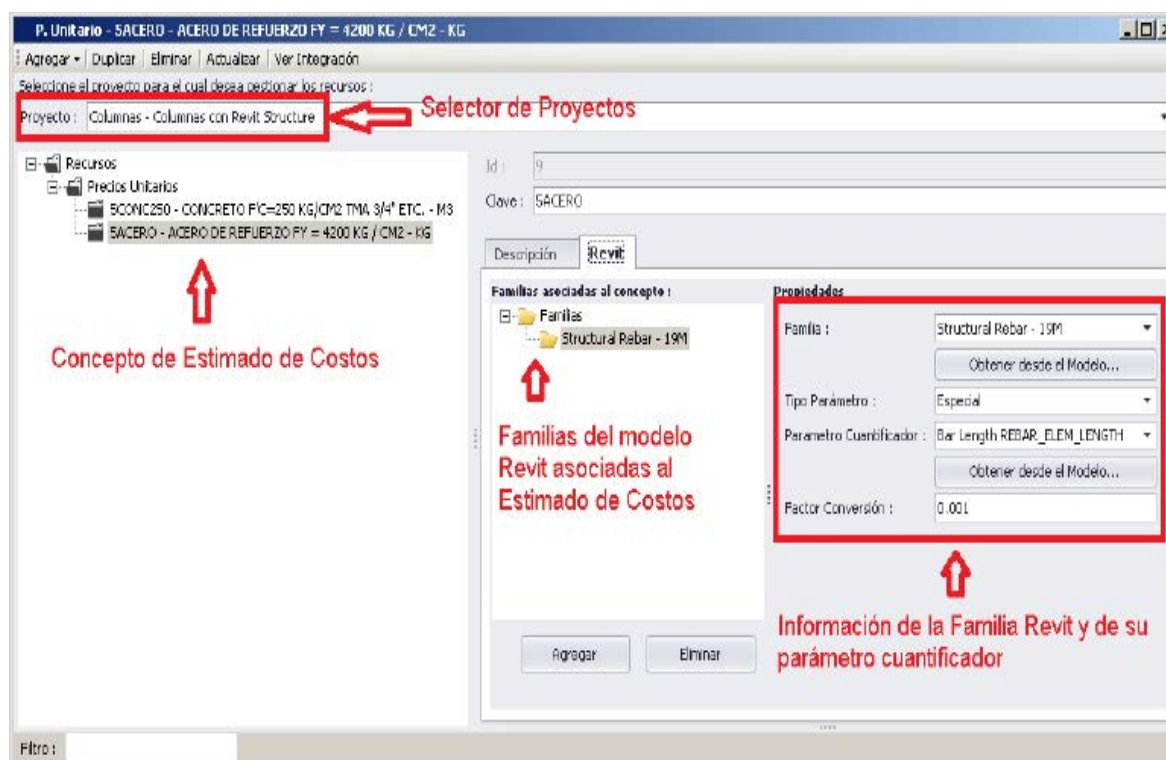 P. Unitario - 5ACERO - ACERO DE REFUERZO FY = 4200 KG / CM2 - KG
Agregar Duplicar Eliminar Actualizar Ver Integración
Seleccione el proyecto para el cual desea gestionar los recursos :
Proyecto : Columnas - Columnas con Revit Structure
Selector de Proyectos
Recursos
Precios Unitarios
5CONC250 - CONCRETO F'C=250 KG/CM2 TMA 3/4" ETC. - M3
5ACERO - ACERO DE REFUERZO FY = 4200 KG / CM2 - KG
Concepto de Estimado de Costos
Id : 9
Clave : 5ACERO
Descripción Revit
Familias asociadas al concepto :
Familias
Structural Rebar - 19M
Familias del modelo
Revit asociadas al
Estimado de Costos
Agregar Eliminar
Propiedades
Familia : Structural Rebar - 19M
Obtener desde el Modelo...
Tipo Parámetro : Especial
Parametro Cuantificador : Bar Length REBAR_ELEM_LENGTH
Obtener desde el Modelo...
Factor Conversión : 0.001
Información de la Familia Revit y de su
parámetro cuantificador
Filtro :